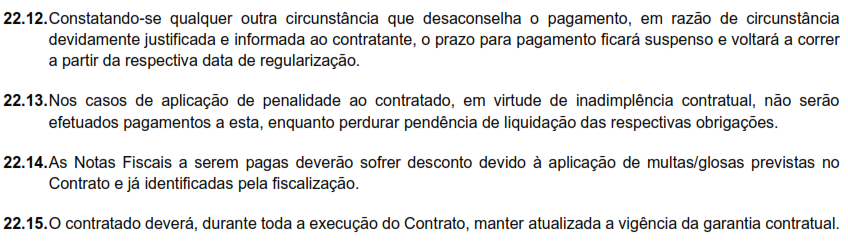 22.12.Constatando-se qualquer outra circunstância que desaconselha o pagamento, em razão de circunstância
devidamente justificada e informada ao contratante, o prazo para pagamento ficará suspenso e voltará a correr
a partir da respectiva data de regularização.
22.13.Nos casos de aplicação de penalidade ao contratado, em virtude de inadimplência contratual, não serão
efetuados pagamentos a esta, enquanto perdurar pendência de liquidação das respectivas obrigações.
22.14.As Notas Fiscais a serem pagas deverão sofrer desconto devido à aplicação de multas/glosas previstas no
Contrato e já identificadas pela fiscalização.
22.15.O contratado deverá, durante toda a execução do Contrato, manter atualizada a vigência da garantia contratual.